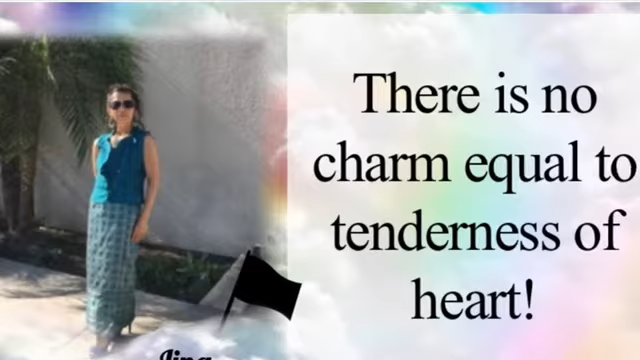 There is no
charm equal to
tenderness of
heart!